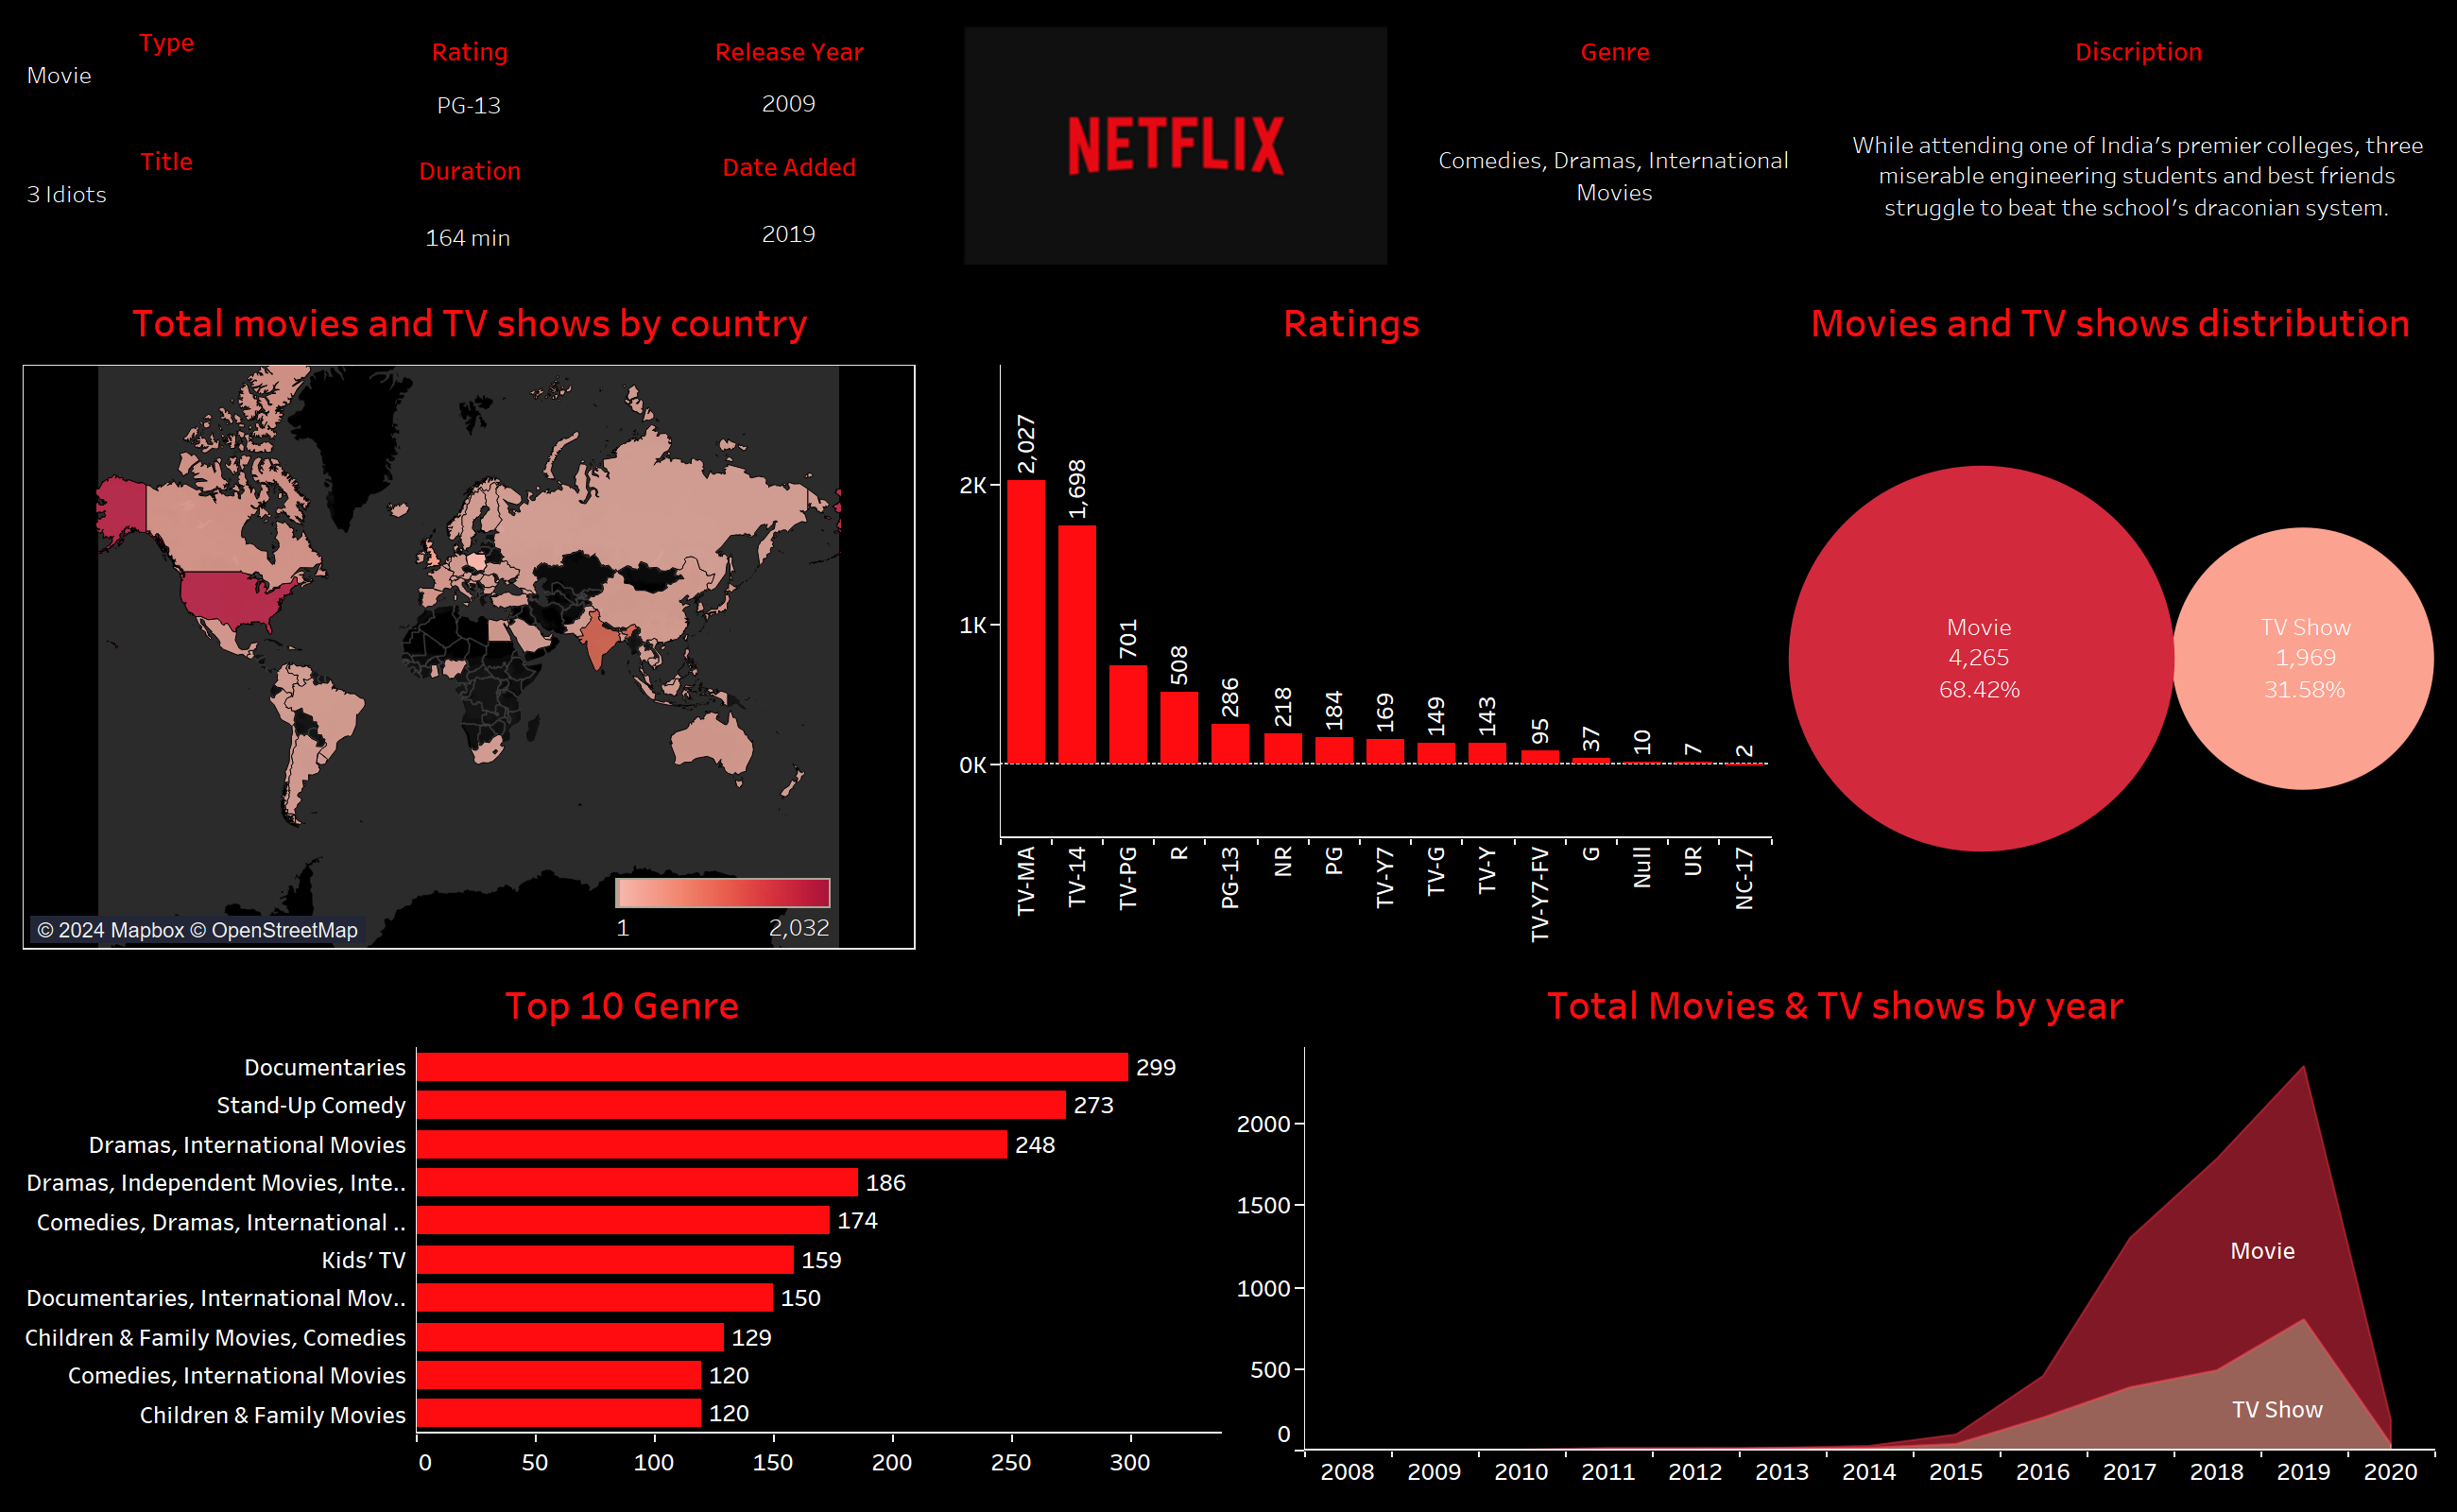 Type
Movie
Title
3 Idiots
Rating
PG-13
Duration
164 min
Release Year
2009
Date Added
2019
NETFLIX
Genre
Comedies, Dramas, International
Movies
Discription
While attending one of India’s premier colleges, three
miserable engineering students and best friends
struggle to beat the school’s draconian system.
Total movies and TV shows by country
1
2,032
© 2024 Mapbox © OpenStreetMap
Ratings
2K
1K
0K
2,027
1,698
701
508
286
218
184
169
149
143
95
37
10
7
2
TV-MA
TV-14
TV-PG
R
PG-13
NR
PG
TV-Y7
TV-G
TV-Y
TV-Y7-FV
G
Null
UR
NC-17
Movies and TV shows distribution
Movie
4,265
68.42%
TV Show
1,969
31.58%
Top 10 Genre
Documentaries 299
Stand-Up Comedy 273
Dramas, International Movies 248
Dramas, Independent Movies, Inte.. 186
Comedies, Dramas, International .. 174
Kids’ TV 159
Documentaries, International Mov.. 150
Children & Family Movies, Comedies 129
Comedies, International Movies 120
Children & Family Movies 120
0 50 100 150 200 250 300
Total Movies & TV shows by year
2000
1500
1000
500
0
Movie
TV Show
2008 2009 2010 2011 2012 2013 2014 2015 2016 2017 2018 2019 2020